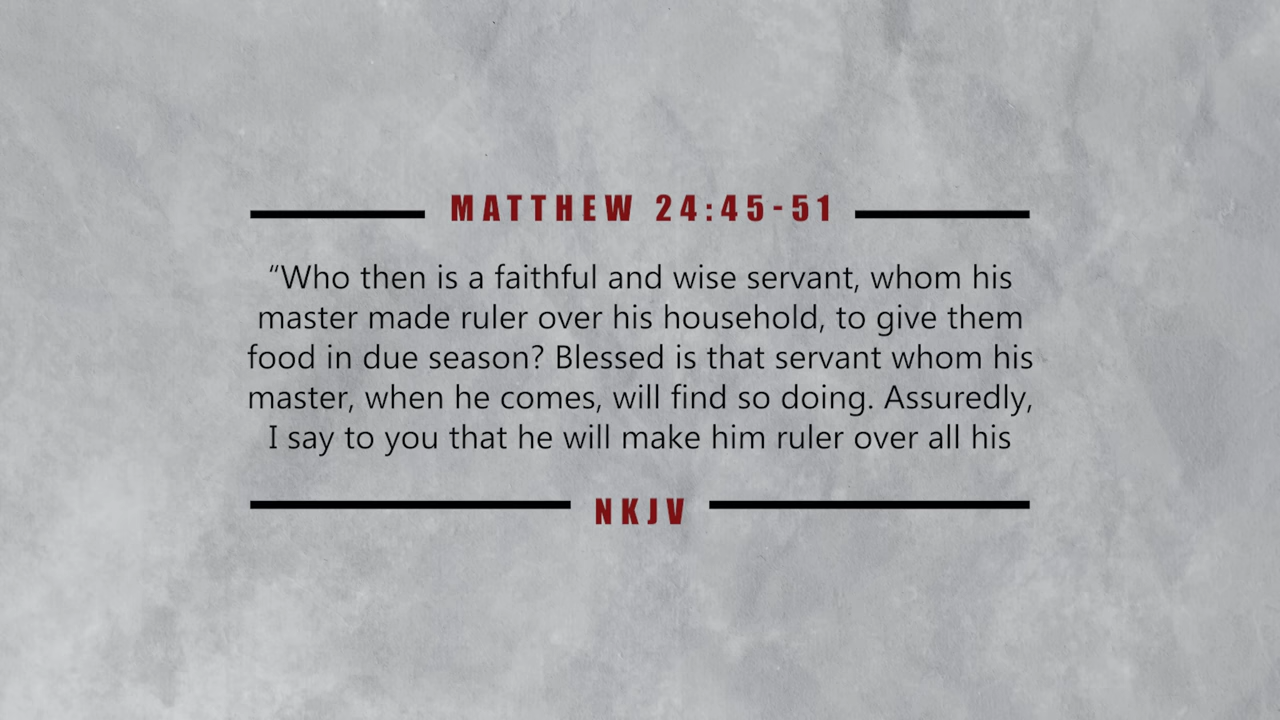 MATTHEW 24:45-51
“Who then is a faithful and wise servant, whom his
master made ruler over his household, to give them
food in due season? Blessed is that servant whom his
master, when he comes, will find so doing. Assuredly,
I say to you that he will make him ruler over all his
NKJV